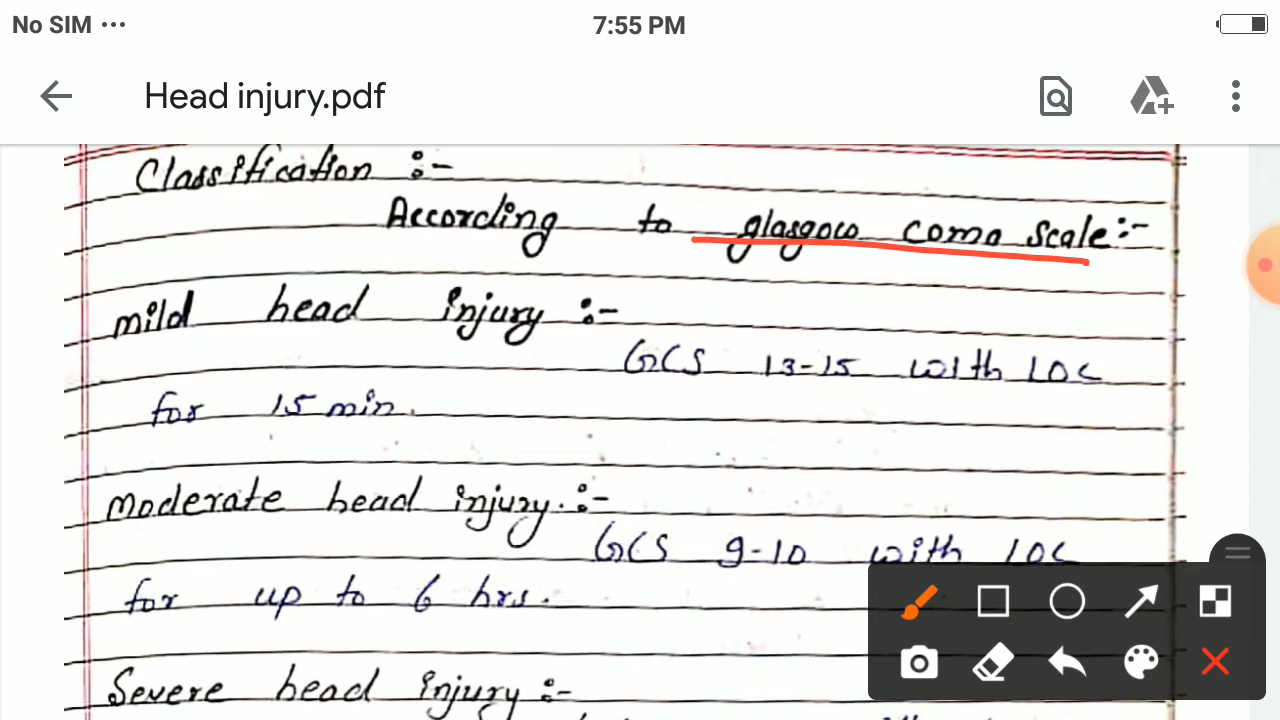 No SIM ••• 7:55 PM
Head injury.pdf
Classification :-
According to glasgow coma scale:-
mild head injury :-
GCS 13-15 with LOC
for 15 min.
Moderate head injury. :-
GCS 9-10 with LOC
for up to 6 hrs.
Severe head injury :-